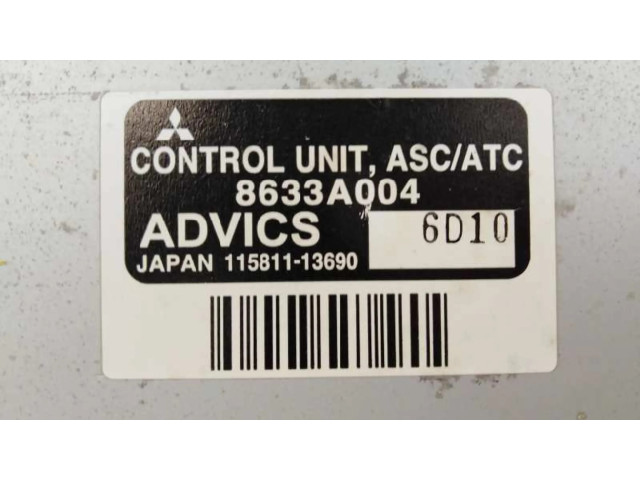 CONTROL UNIT, ASC/ATC
8633A004
ADVICS 6D10
JAPAN 115811-13690